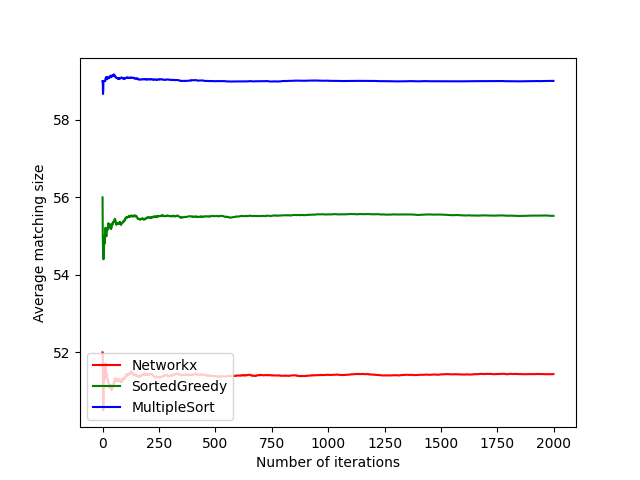 58
56
54
52
Average matching size
Networkx
SortedGreedy
MultipleSort
0 250 500 750 1000 1250 1500 1750 2000
Number of iterations